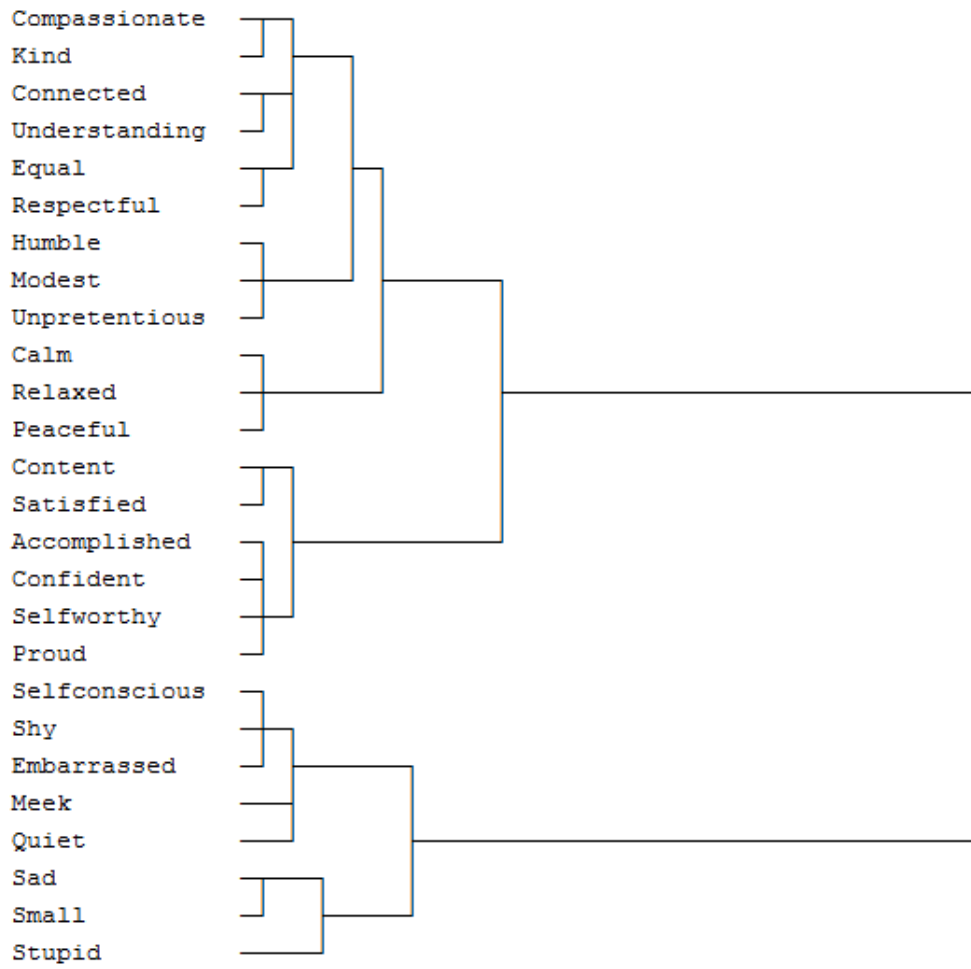 Compassionate
Kind
Connected
Understanding
Equal
Respectful
Humble
Modest
Unpretentious
Calm
Relaxed
Peaceful
Content
Satisfied
Accomplished
Confident
Selfworthy
Proud
Selfconscious
Shy
Embarrassed
Meek
Quiet
Sad
Small
Stupid